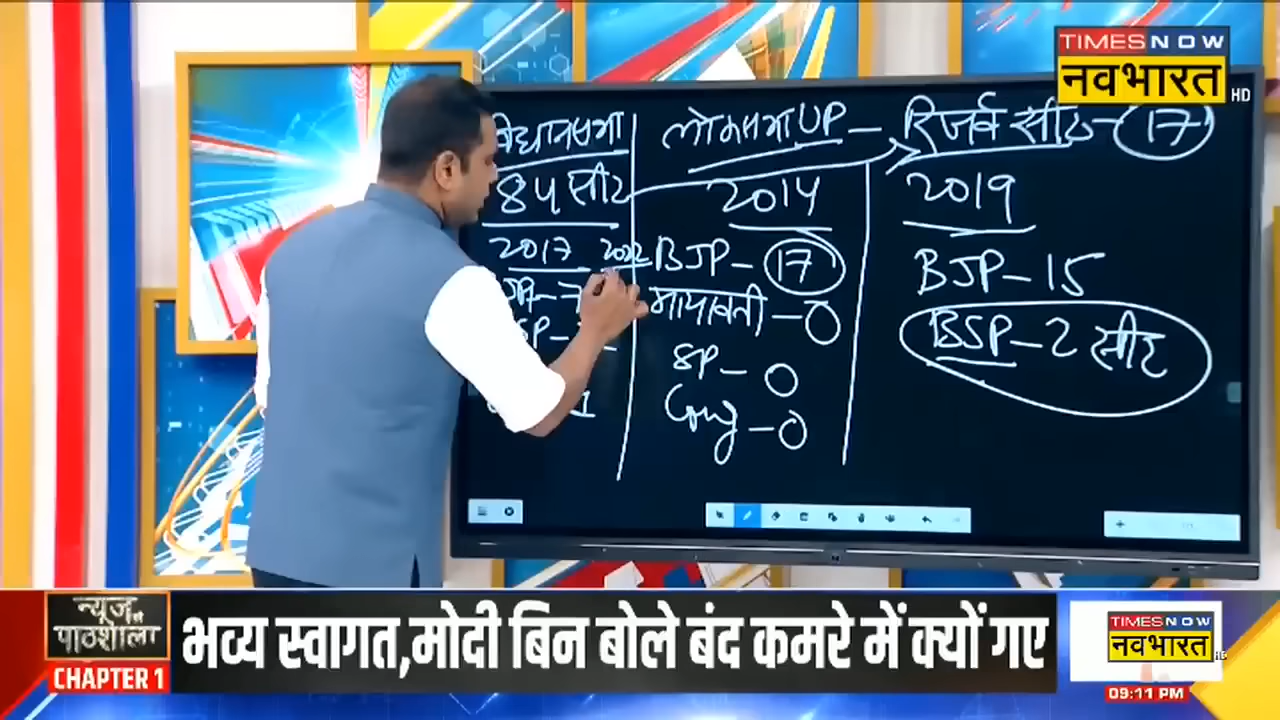 TIMES NOW
नवभारत
HD
विधानसभा
84 सीट
2017 2022
लोकसभा UP –
2014
BJP – 17
मायावती – 0
SP – 0
Cong – 0
रिजर्व सीट – 17
2019
BJP – 15
BSP – 2 सीट
न्यूज की
पाठशाला
CHAPTER 1
भव्य स्वागत,मोदी बिन बोले बंद कमरे में क्यों गए
TIMES NOW
नवभारत
09:11 PM